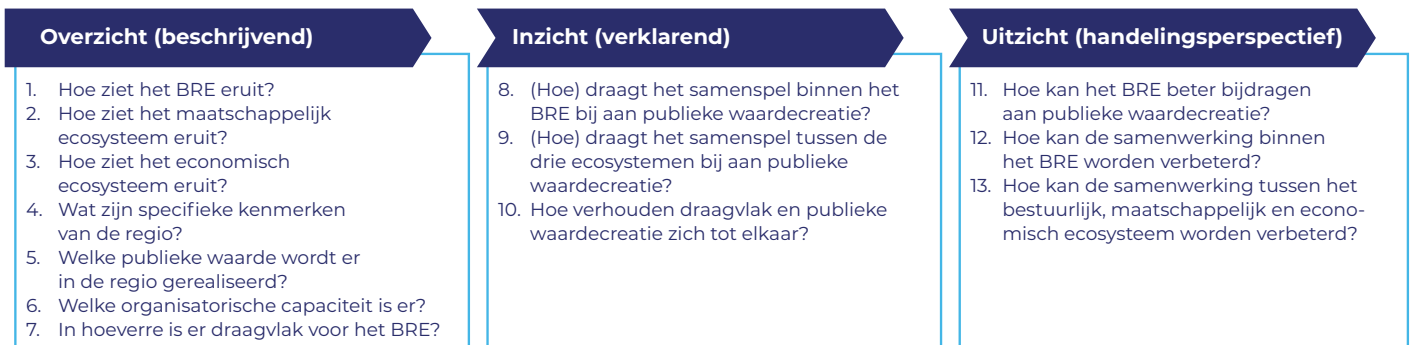 Overzicht (beschrijvend)
1. Hoe ziet het BRE eruit?
2. Hoe ziet het maatschappelijk
ecosysteem eruit?
3. Hoe ziet het economisch
ecosysteem eruit?
4. Wat zijn specifieke kenmerken
van de regio?
5. Welke publieke waarde wordt er
in de regio gerealiseerd?
6. Welke organisatorische capaciteit is er?
7. In hoeverre is er draagvlak voor het BRE?
Inzicht (verklarend)
8. (Hoe) draagt het samenspel binnen het
BRE bij aan publieke waardecreatie?
9. (Hoe) draagt het samenspel tussen de
drie ecosystemen bij aan publieke
waardecreatie?
10. Hoe verhouden draagvlak en publieke
waardecreatie zich tot elkaar?
Uitzicht (handelingsperspectief)
11. Hoe kan het BRE beter bijdragen
aan publieke waardecreatie?
12. Hoe kan de samenwerking binnen
het BRE worden verbeterd?
13. Hoe kan de samenwerking tussen het
bestuurlijk, maatschappelijk en econo-
misch ecosysteem worden verbeterd?